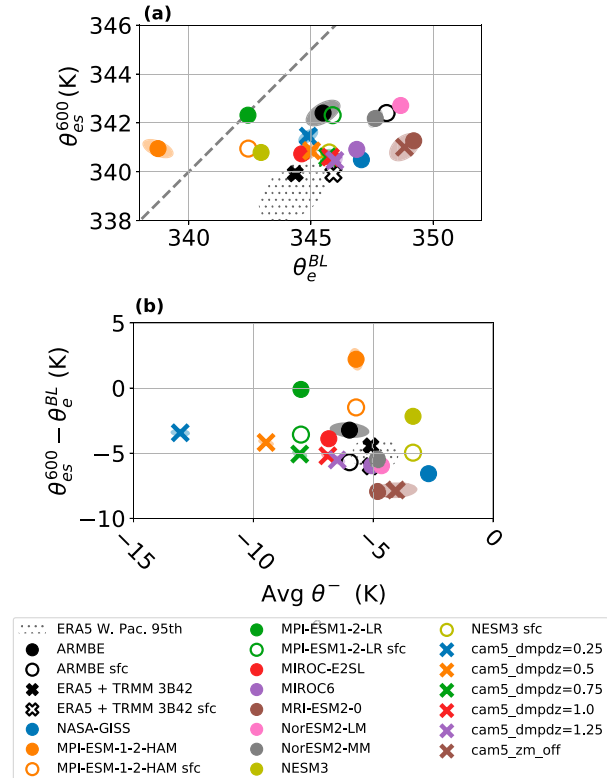 (a)
346
344
342
340
338
θ_es^600 (K)
340
345
350
θ_e^BL
(b)
5
0
−5
−10
θ_es^600 − θ_e^BL (K)
−15
−10
−5
0
Avg θ^− (K)
ERA5 W. Pac. 95th
ARMBE
ARMBE sfc
ERA5 + TRMM 3B42
ERA5 + TRMM 3B42 sfc
NASA-GISS
MPI-ESM-1-2-HAM
MPI-ESM-1-2-HAM sfc
MPI-ESM1-2-LR
MPI-ESM1-2-LR sfc
MIROC-E2SL
MIROC6
MRI-ESM2-0
NorESM2-LM
NorESM2-MM
NESM3
NESM3 sfc
cam5_dmpdz=0.25
cam5_dmpdz=0.5
cam5_dmpdz=0.75
cam5_dmpdz=1.0
cam5_dmpdz=1.25
cam5_zm_off